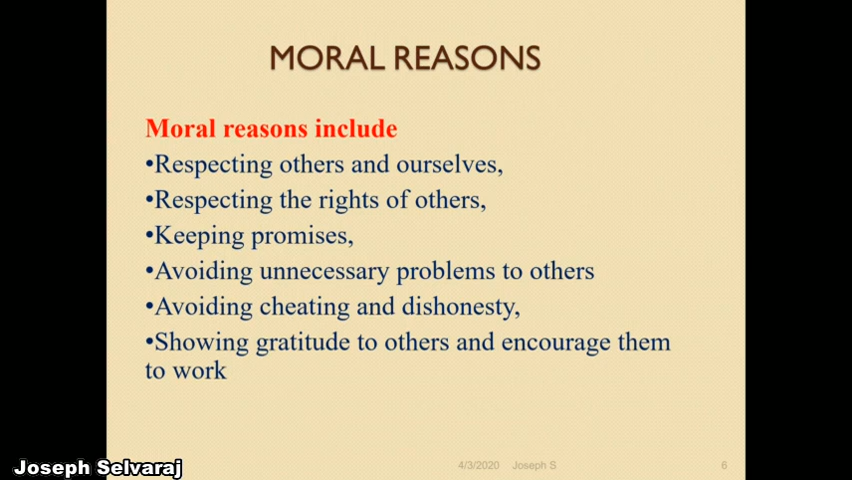 MORAL REASONS
Moral reasons include
•Respecting others and ourselves,
•Respecting the rights of others,
•Keeping promises,
•Avoiding unnecessary problems to others
•Avoiding cheating and dishonesty,
•Showing gratitude to others and encourage them
to work
4/3/2020 Joseph S 6
Joseph Selvaraj